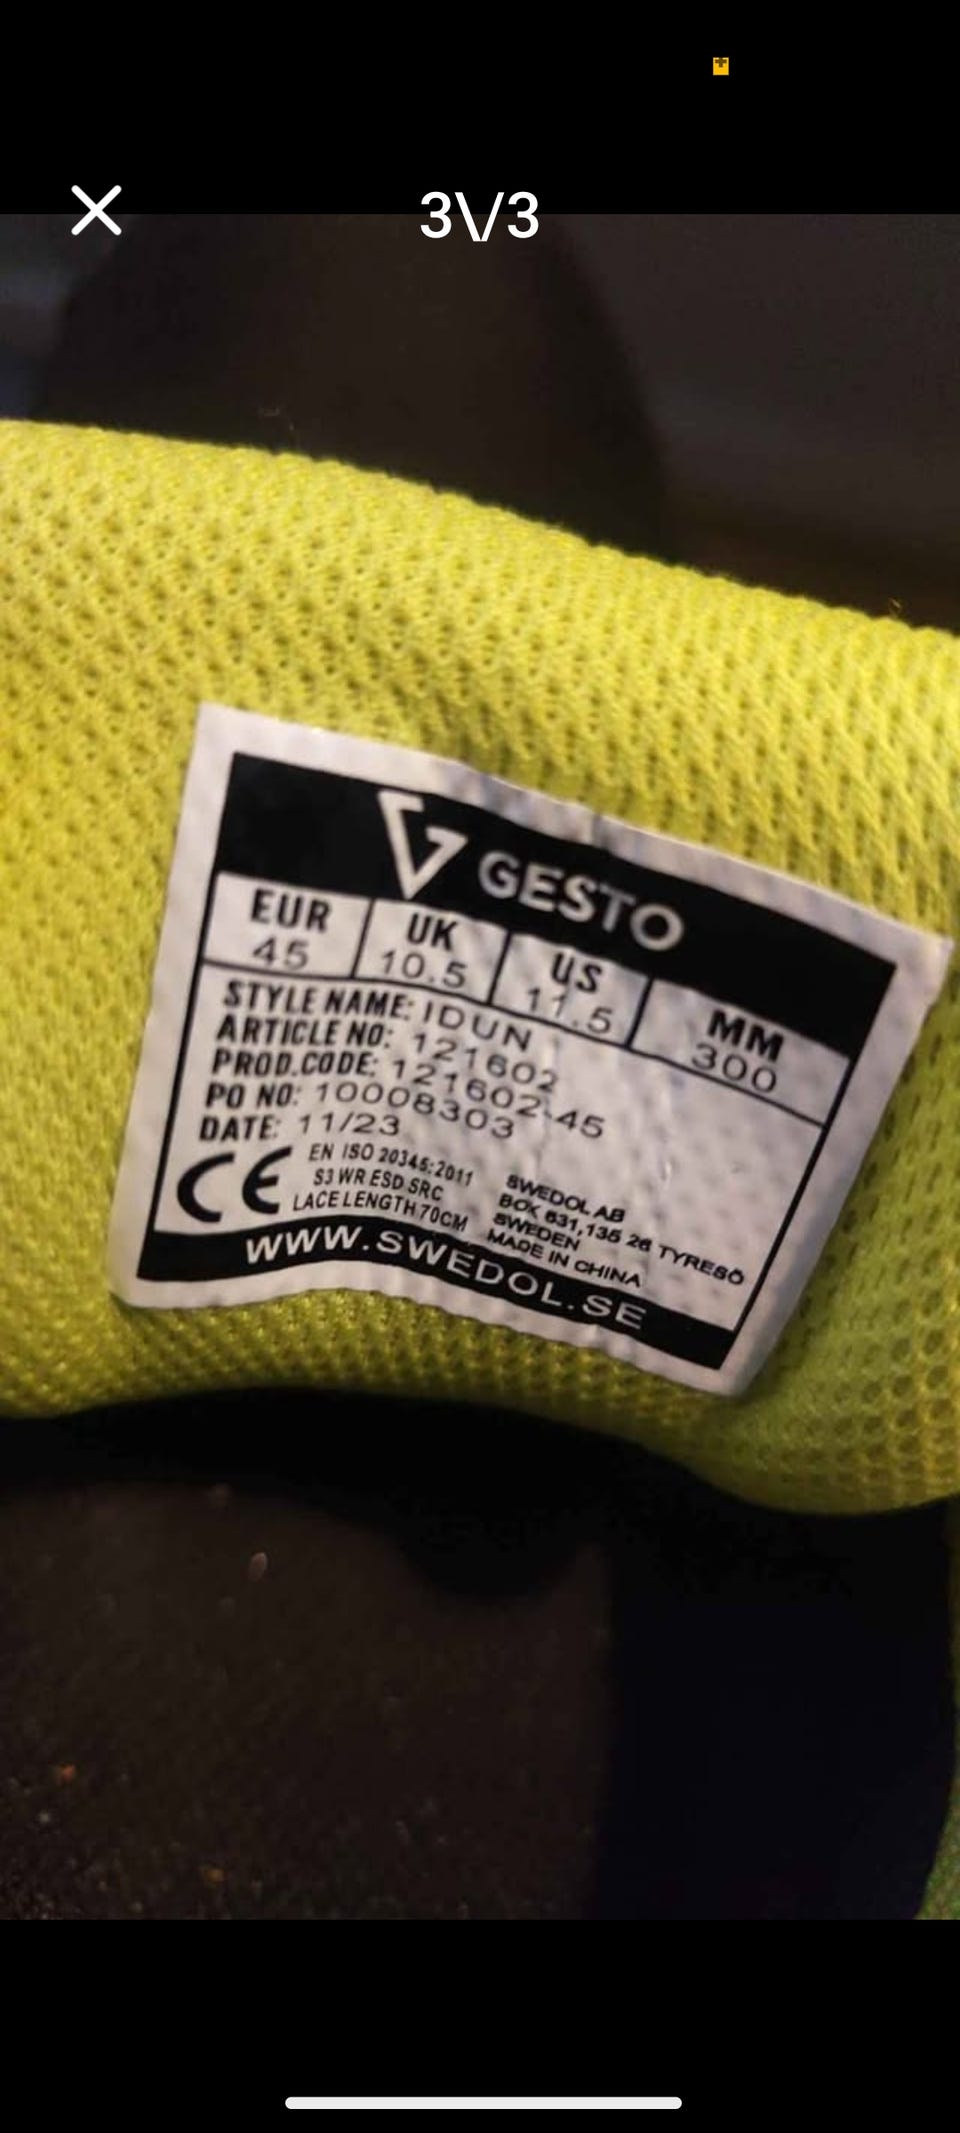 3\/3
GESTO
EUR UK US MM
45 10.5 11.5 300
STYLE NAME: IDUN
ARTICLE NO: 121602
PROD.CODE: 121602-45
PO NO: 10008303
DATE: 11/23
CE
EN ISO 20345:2011
S3 WR ESD SRC
LACE LENGTH 70CM
SWEDOL AB
BOX 631,135 26 TYRESÖ
SWEDEN
MADE IN CHINA
WWW.SWEDOL.SE